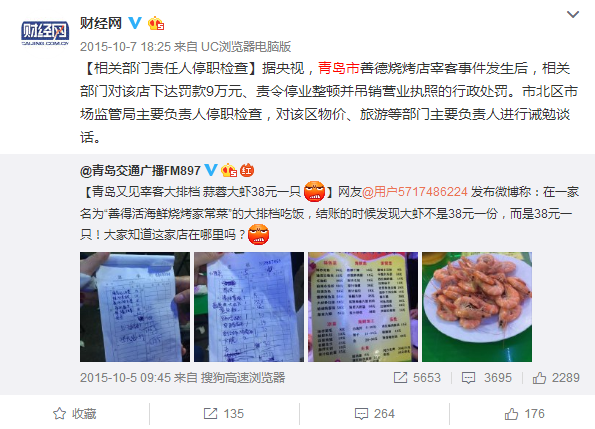 财经网
CAIJING.COM.CN
财经网
2015-10-7 18:25 来自 UC浏览器电脑版
【相关部门责任人停职检查】据央视，青岛市善德烧烤店宰客事件发生后，相关
部门对该店下达罚款9万元、责令停业整顿并吊销营业执照的行政处罚。市北区市
场监管局主要负责人停职检查，对该区物价、旅游等部门主要负责人进行诫勉谈
话。
@青岛交通广播FM897
【青岛又见宰客大排档 蒜蓉大虾38元一只】网友@用户5717486224 发布微博称：在一家
名为“善得活海鲜烧烤家常菜”的大排档吃饭，结账的时候发现大虾不是38元一份，而是38元一
只！大家知道这家店在哪里吗？
2015-10-5 09:45 来自 搜狗高速浏览器
5653
3695
2289
收藏
135
264
176